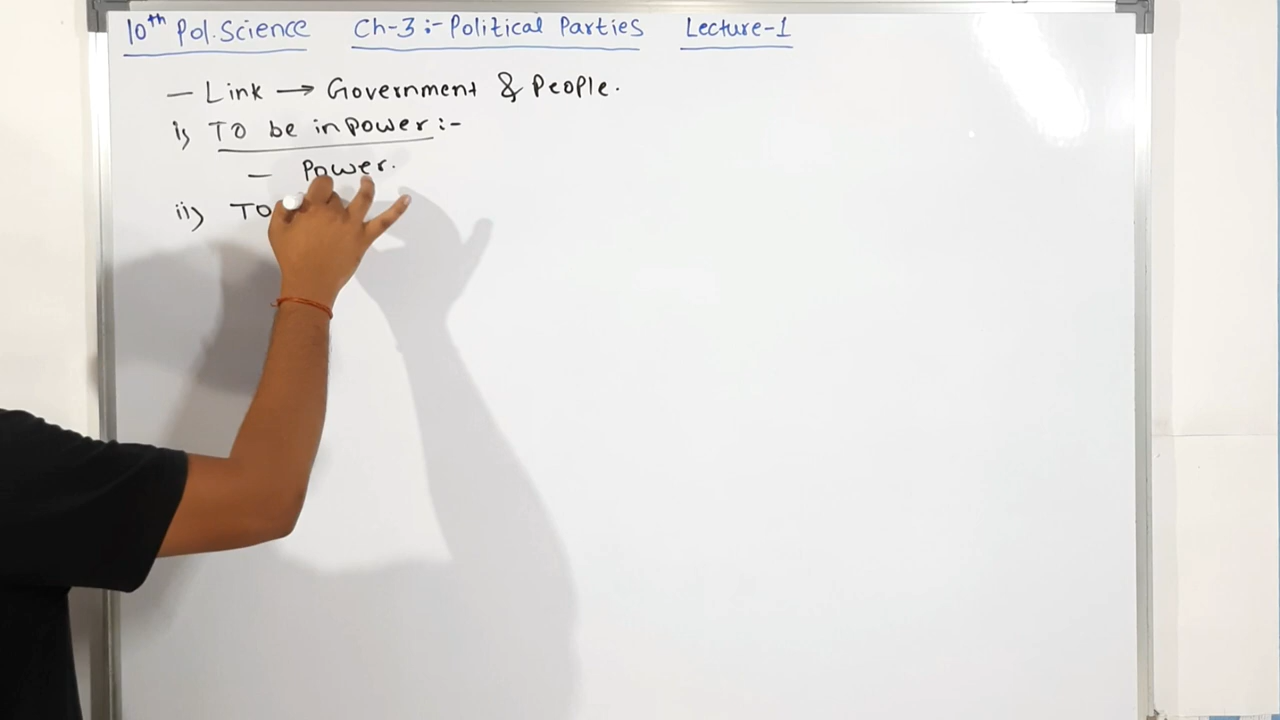 10th Pol. Science Ch-3:- Political Parties Lecture-1
— Link → Government & People.
i) To be in power:-
— Power.
ii) To